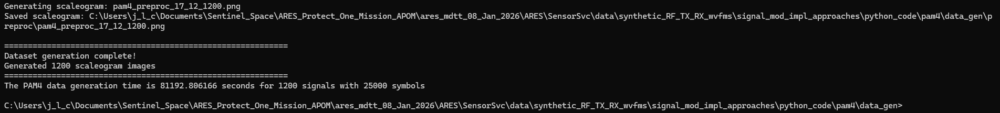 Generating scaleogram: pam4_preproc_17_12_1200.png
Saved scaleogram: C:\Users\j_l_c\Documents\Sentinel_Space\ARES_Protect_One_Mission_APOM\ares_mdtt_08_Jan_2026\ARES\SensorSvc\data\synthetic_RF_TX_RX_wvfms\signal_mod_impl_approaches\python_code\pam4\data_gen\p
reproc\pam4_preproc_17_12_1200.png
============================================================
Dataset generation complete!
Generated 1200 scaleogram images
============================================================
The PAM4 data generation time is 81192.806166 seconds for 1200 signals with 25000 symbols
C:\Users\j_l_c\Documents\Sentinel_Space\ARES_Protect_One_Mission_APOM\ares_mdtt_08_Jan_2026\ARES\SensorSvc\data\synthetic_RF_TX_RX_wvfms\signal_mod_impl_approaches\python_code\pam4\data_gen>